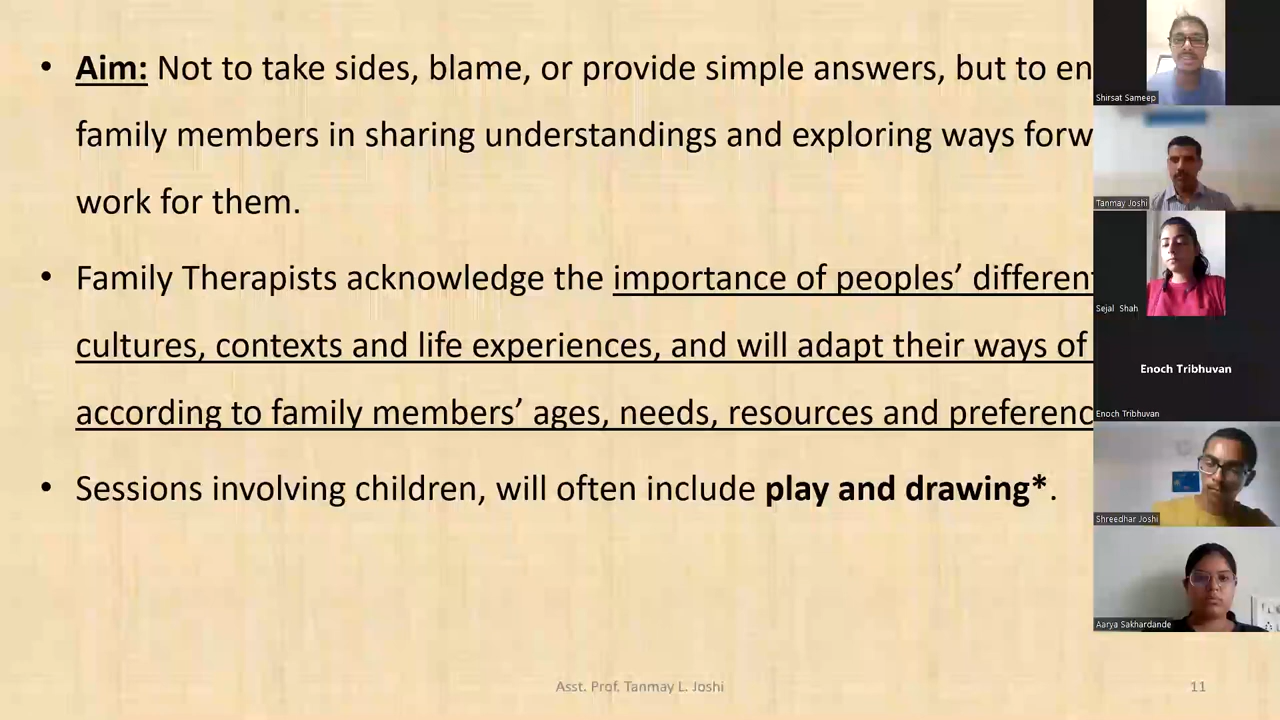 • Aim: Not to take sides, blame, or provide simple answers, but to en
family members in sharing understandings and exploring ways forw
work for them.
• Family Therapists acknowledge the importance of peoples’ different
cultures, contexts and life experiences, and will adapt their ways of
according to family members’ ages, needs, resources and preferenc
• Sessions involving children, will often include play and drawing*.
Asst. Prof. Tanmay L. Joshi
11
Shirsat Sameep
Tanmay Joshi
Sejal Shah
Enoch Tribhuvan
Enoch Tribhuvan
Shreedhar Joshi
Aarya Sakhardande